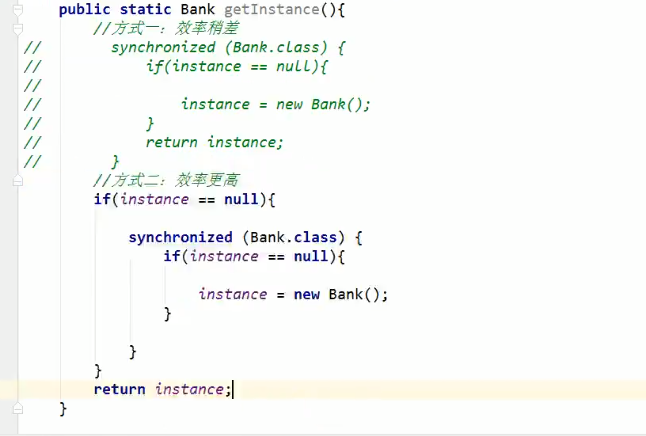 public static Bank getInstance(){
//方式一：效率稍差
//        synchronized (Bank.class) {
//            if(instance == null){
//
//                instance = new Bank();
//            }
//            return instance;
//        }
//方式二：效率更高
if(instance == null){
synchronized (Bank.class) {
if(instance == null){
instance = new Bank();
}
}
}
return instance;
}